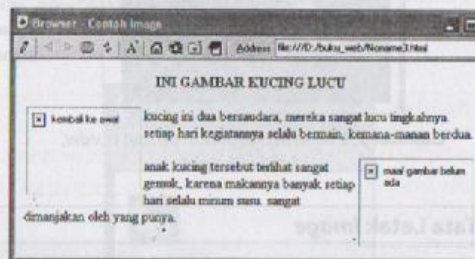 Browser - Contoh Image
Address file:///D:/buku_web/Noname3.html
INI GAMBAR KUCING LUCU
kembali ke awal
kucing ini dua bersaudara, mereka sangat lucu tingkahnya.
setiap hari kegiatannya selalu bermain, kemana-manan berdua.
anak kucing tersebut terlihat sangat
gemuk, karena makannya banyak setiap
hari selalu minum susu. sangat
dimanjakan oleh yang punya.
maaf gambar belum
ada
Tata Letak Image